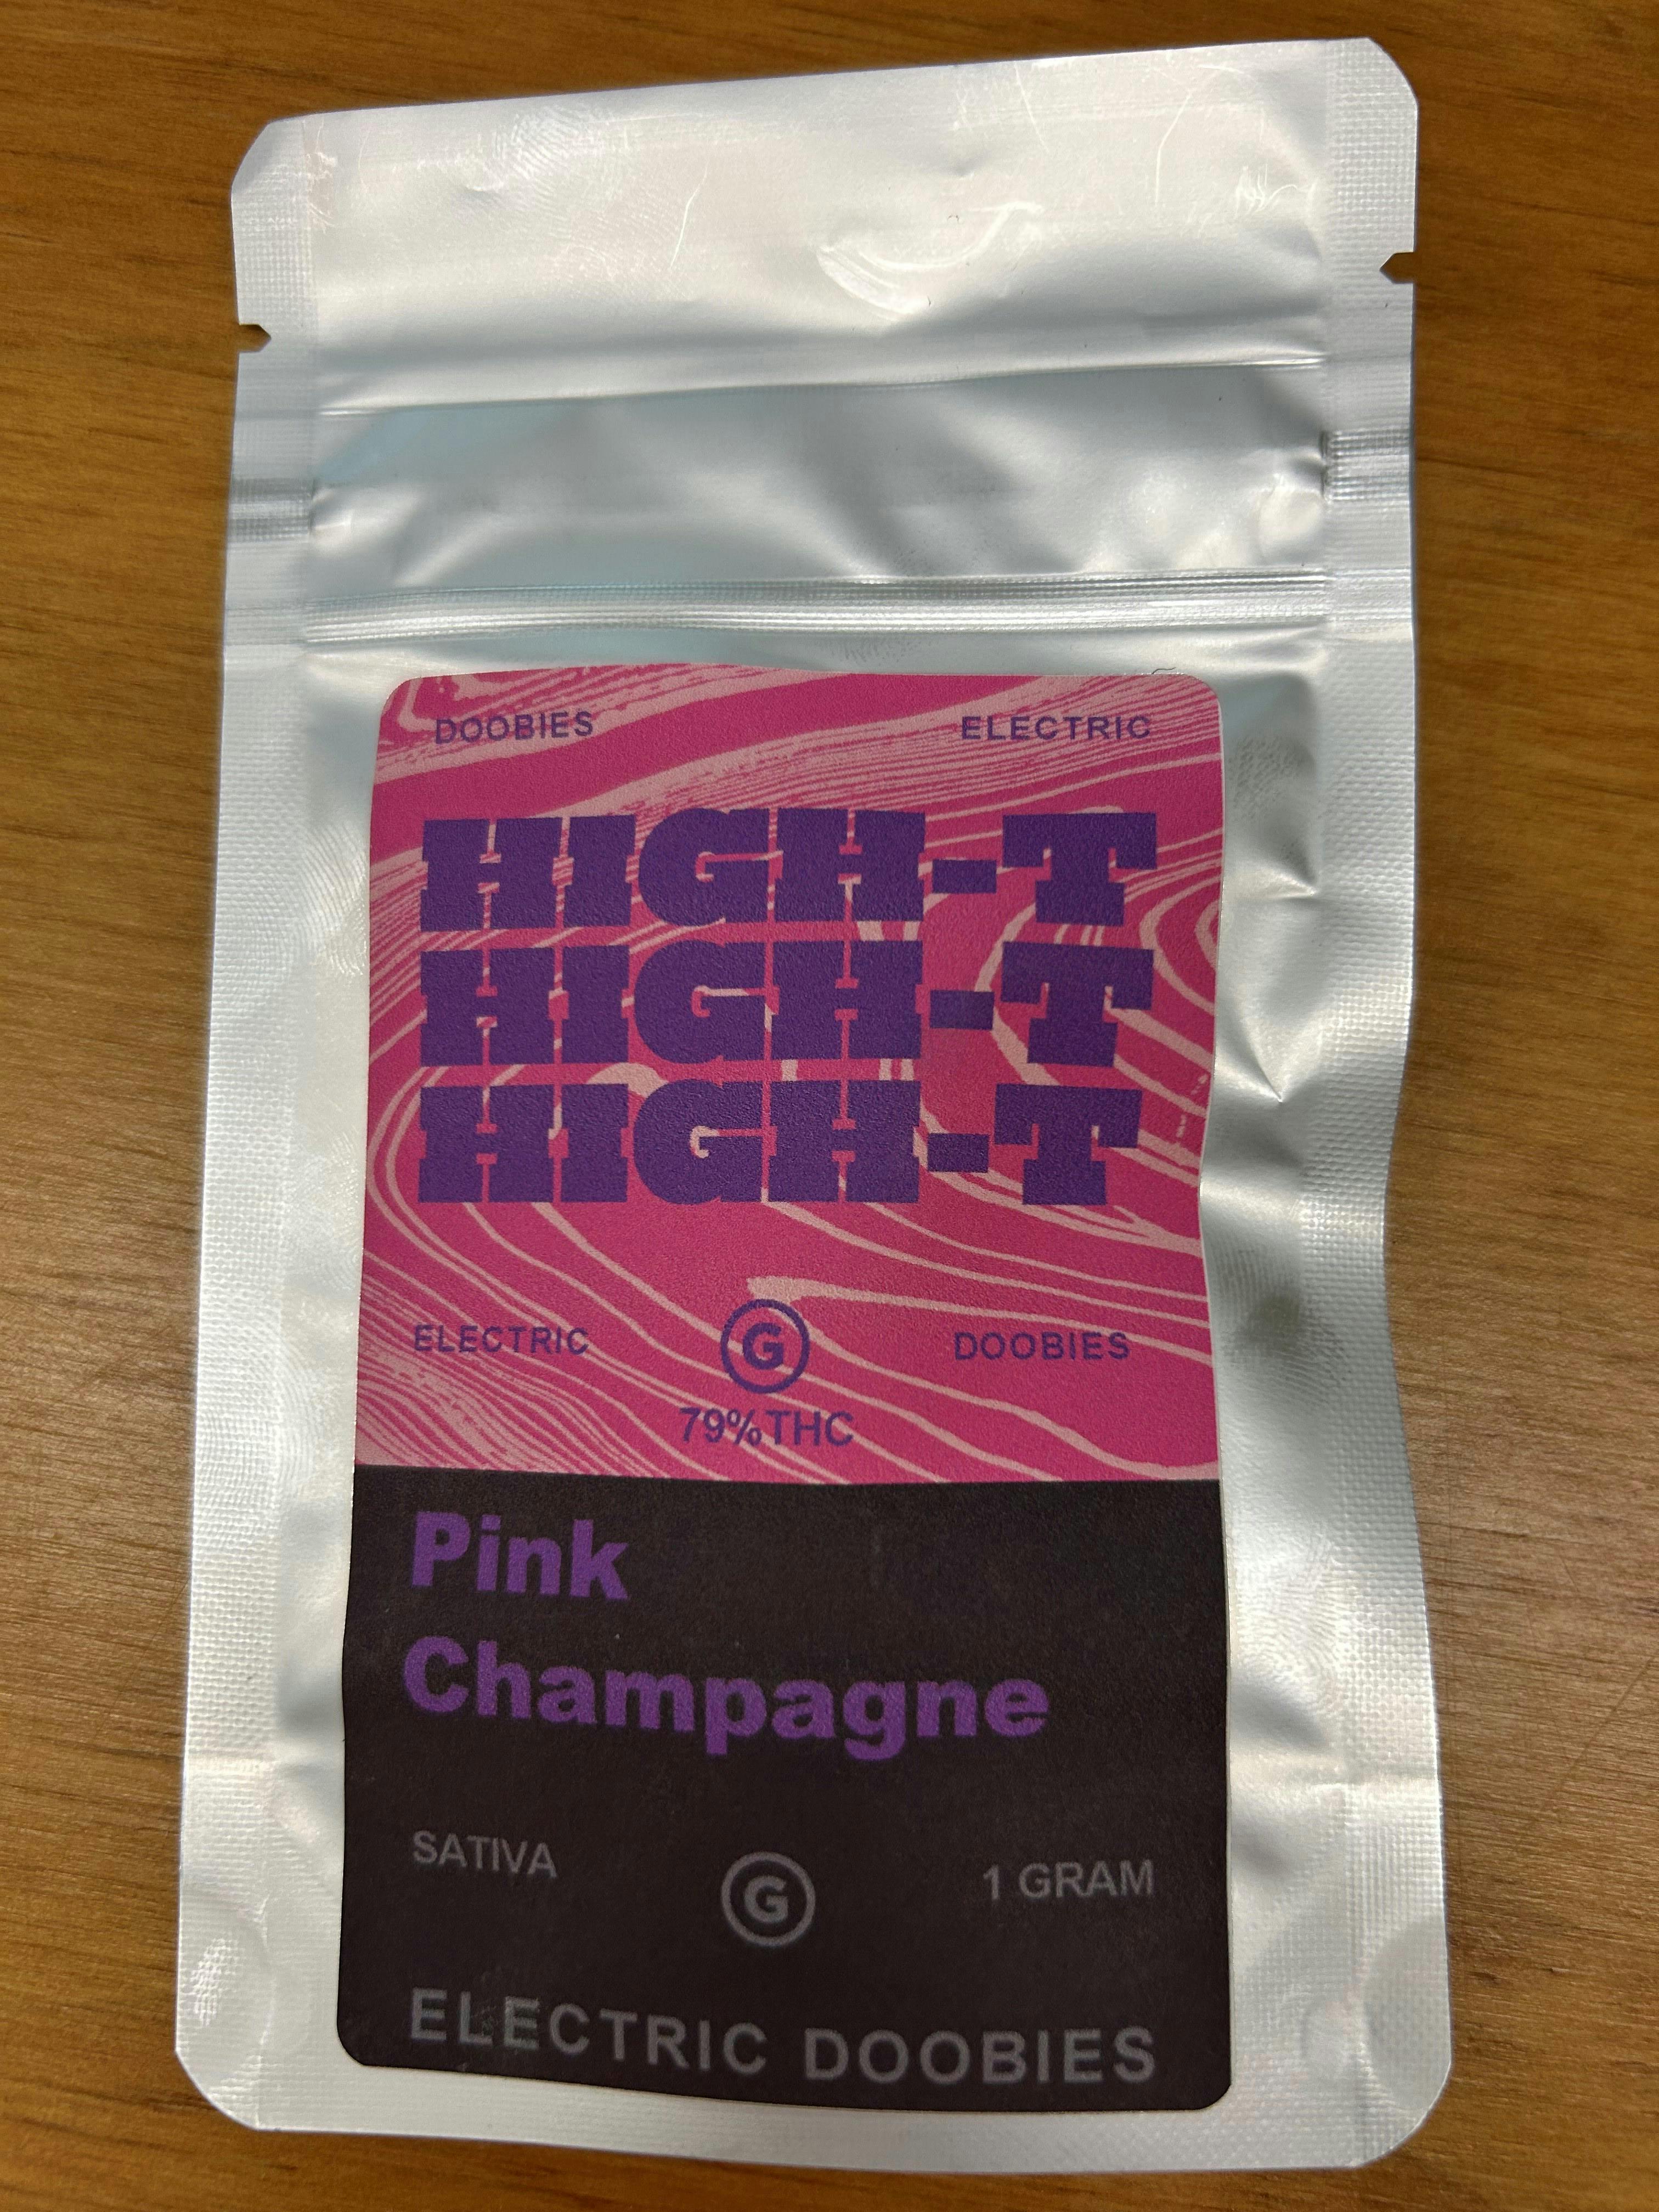 DOOBIES ELECTRIC
HIGH-T
HIGH-T
HIGH-T
ELECTRIC G DOOBIES
79%THC
Pink
Champagne
SATIVA G 1 GRAM
ELECTRIC DOOBIES